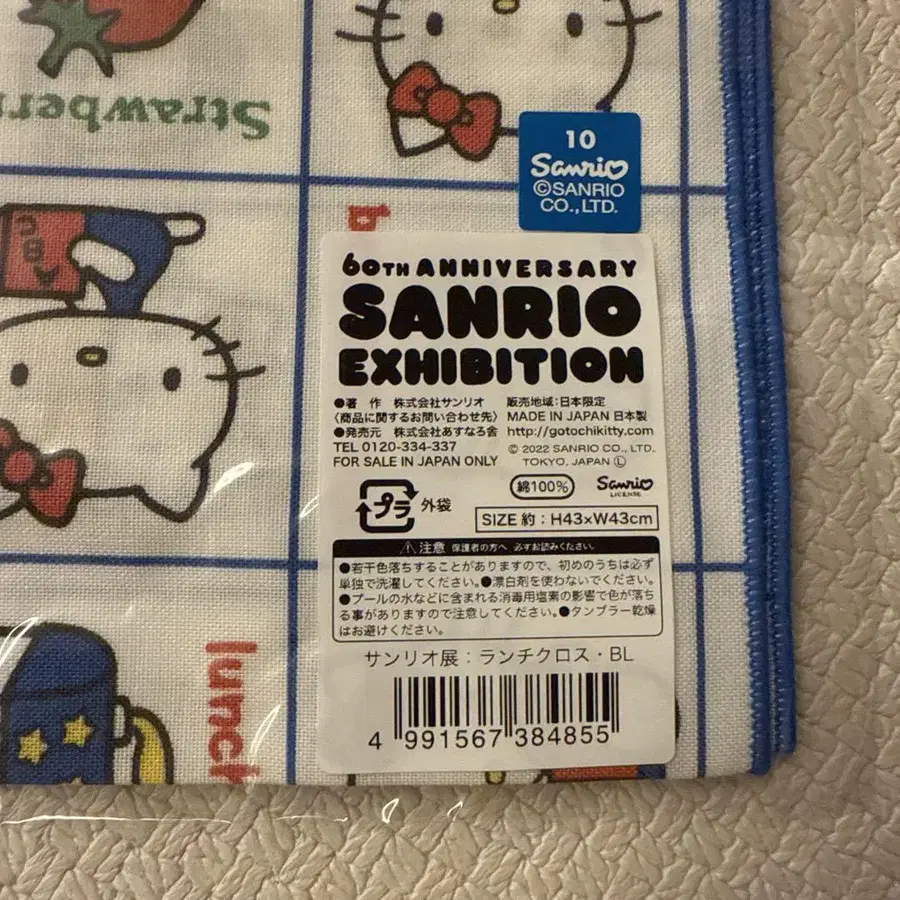 Strawberr
10
Sanrio
©SANRIO
CO.,LTD.
ABC
b
60TH ANNIVERSARY
SANRIO
EXHIBITION
●著 作 株式会社サンリオ 販売地域:日本限定
〈商品に関するお問い合わせ先〉 MADE IN JAPAN 日本製
●発売元 株式会社あすなろ舎 http://gotochikitty.com
TEL 0120-334-337 © 2022 SANRIO CO., LTD.
FOR SALE IN JAPAN ONLY TOKYO, JAPAN Ⓛ
プラ 外袋 綿100% Sanrio
LICENSE
SIZE 約:H43×W43cm
⚠注意 保護者の方へ 必ずお読みください。
●若干色落ちすることがありますので、初めのうちは必ず
単独で洗濯してください。●漂白剤を使わないでください。
●プールの水などに含まれる消毒用塩素の影響で色が落ち
る事がありますので注意してください。●タンブラー乾燥
はお避けください。
サンリオ展:ランチクロス・BL
lunch
4 991567 384855